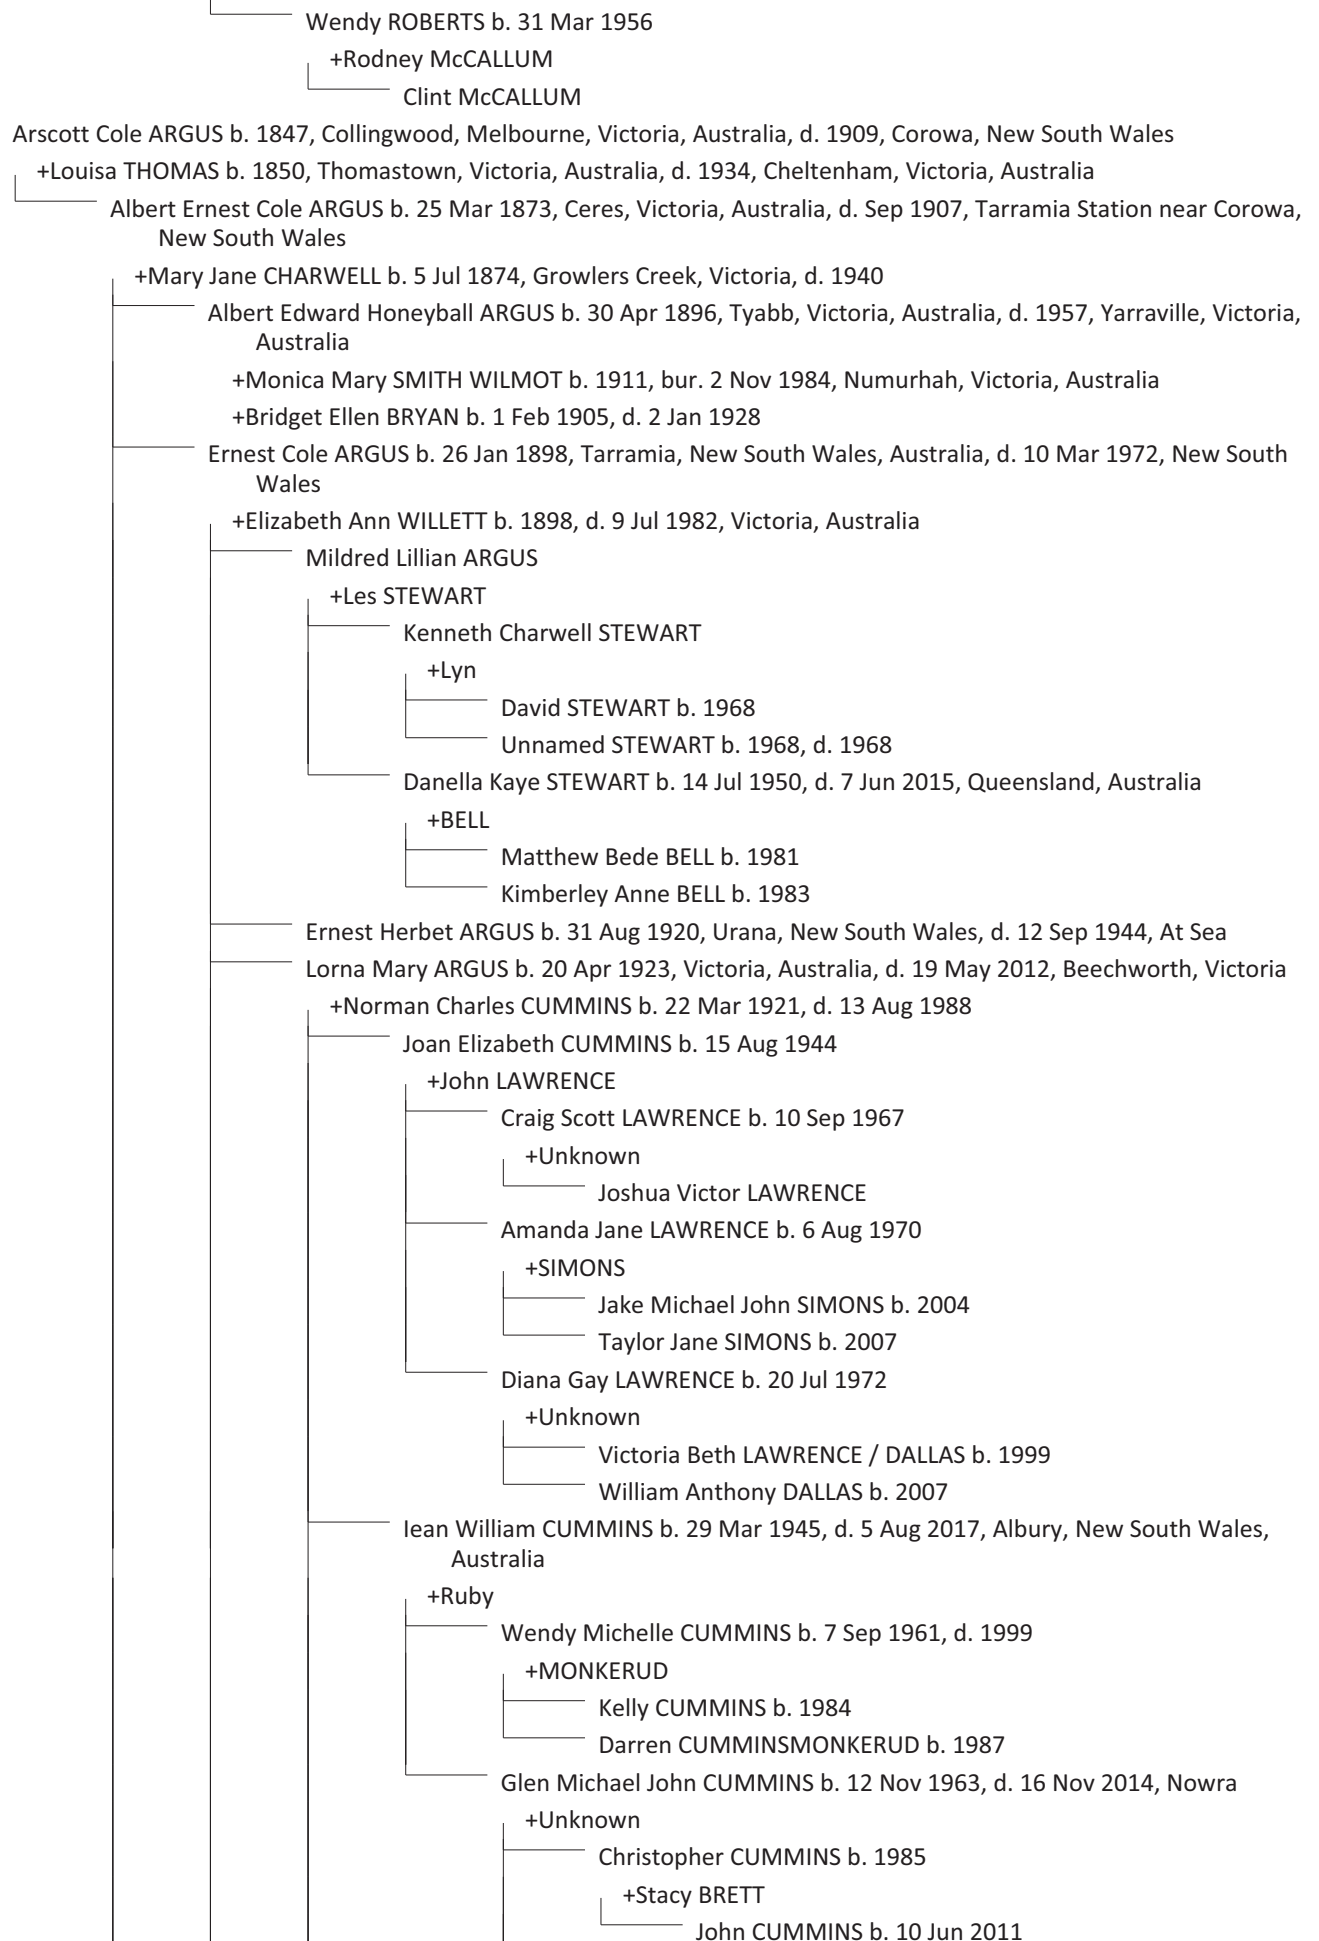 Wendy ROBERTS b. 31 Mar 1956
+Rodney McCALLUM
Clint McCALLUM
Arscott Cole ARGUS b. 1847, Collingwood, Melbourne, Victoria, Australia, d. 1909, Corowa, New South Wales
+Louisa THOMAS b. 1850, Thomastown, Victoria, Australia, d. 1934, Cheltenham, Victoria, Australia
Albert Ernest Cole ARGUS b. 25 Mar 1873, Ceres, Victoria, Australia, d. Sep 1907, Tarramia Station near Corowa,
New South Wales
+Mary Jane CHARWELL b. 5 Jul 1874, Growlers Creek, Victoria, d. 1940
Albert Edward Honeyball ARGUS b. 30 Apr 1896, Tyabb, Victoria, Australia, d. 1957, Yarraville, Victoria,
Australia
+Monica Mary SMITH WILMOT b. 1911, bur. 2 Nov 1984, Numurhah, Victoria, Australia
+Bridget Ellen BRYAN b. 1 Feb 1905, d. 2 Jan 1928
Ernest Cole ARGUS b. 26 Jan 1898, Tarramia, New South Wales, Australia, d. 10 Mar 1972, New South
Wales
+Elizabeth Ann WILLETT b. 1898, d. 9 Jul 1982, Victoria, Australia
Mildred Lillian ARGUS
+Les STEWART
Kenneth Charwell STEWART
+Lyn
David STEWART b. 1968
Unnamed STEWART b. 1968, d. 1968
Danella Kaye STEWART b. 14 Jul 1950, d. 7 Jun 2015, Queensland, Australia
+BELL
Matthew Bede BELL b. 1981
Kimberley Anne BELL b. 1983
Ernest Herbet ARGUS b. 31 Aug 1920, Urana, New South Wales, d. 12 Sep 1944, At Sea
Lorna Mary ARGUS b. 20 Apr 1923, Victoria, Australia, d. 19 May 2012, Beechworth, Victoria
+Norman Charles CUMMINS b. 22 Mar 1921, d. 13 Aug 1988
Joan Elizabeth CUMMINS b. 15 Aug 1944
+John LAWRENCE
Craig Scott LAWRENCE b. 10 Sep 1967
+Unknown
Joshua Victor LAWRENCE
Amanda Jane LAWRENCE b. 6 Aug 1970
+SIMONS
Jake Michael John SIMONS b. 2004
Taylor Jane SIMONS b. 2007
Diana Gay LAWRENCE b. 20 Jul 1972
+Unknown
Victoria Beth LAWRENCE / DALLAS b. 1999
William Anthony DALLAS b. 2007
Iean William CUMMINS b. 29 Mar 1945, d. 5 Aug 2017, Albury, New South Wales,
Australia
+Ruby
Wendy Michelle CUMMINS b. 7 Sep 1961, d. 1999
+MONKERUD
Kelly CUMMINS b. 1984
Darren CUMMINSMONKERUD b. 1987
Glen Michael John CUMMINS b. 12 Nov 1963, d. 16 Nov 2014, Nowra
+Unknown
Christopher CUMMINS b. 1985
+Stacy BRETT
John CUMMINS b. 10 Jun 2011